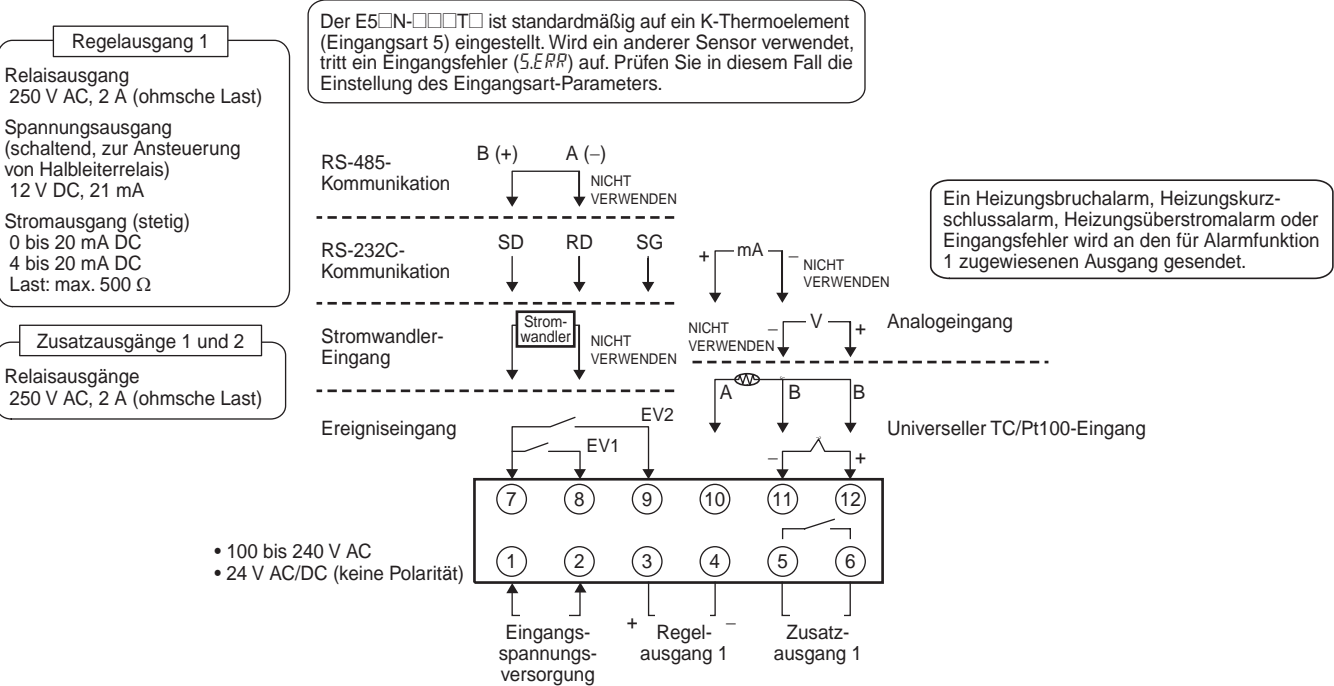 Regelausgang 1
Relaisausgang
250 V AC, 2 A (ohmsche Last)
Spannungsausgang
(schaltend, zur Ansteuerung
von Halbleiterrelais)
12 V DC, 21 mA
Stromausgang (stetig)
0 bis 20 mA DC
4 bis 20 mA DC
Last: max. 500 Ω
Zusatzausgänge 1 und 2
Relaisausgänge
250 V AC, 2 A (ohmsche Last)
Der E5□N-□□□T□ ist standardmäßig auf ein K-Thermoelement
(Eingangsart 5) eingestellt. Wird ein anderer Sensor verwendet,
tritt ein Eingangsfehler (S.ERR) auf. Prüfen Sie in diesem Fall die
Einstellung des Eingangsart-Parameters.
Ein Heizungsbruchalarm, Heizungskurz-
schlussalarm, Heizungsüberstromalarm oder
Eingangsfehler wird an den für Alarmfunktion
1 zugewiesenen Ausgang gesendet.
RS-485-
Kommunikation
B (+) A (−)
NICHT
VERWENDEN
RS-232C-
Kommunikation
SD RD SG
+ mA −
NICHT
VERWENDEN
Stromwandler-
Eingang
Strom-
wandler
NICHT
VERWENDEN
NICHT
VERWENDEN
− V +
Analogeingang
A B B
Ereigniseingang
EV2
EV1
Universeller TC/Pt100-Eingang
− +
7 8 9 10 11 12
• 100 bis 240 V AC
• 24 V AC/DC (keine Polarität)
1 2 3 4 5 6
Eingangs-
spannungs-
versorgung
+ Regel- −
ausgang 1
Zusatz-
ausgang 1